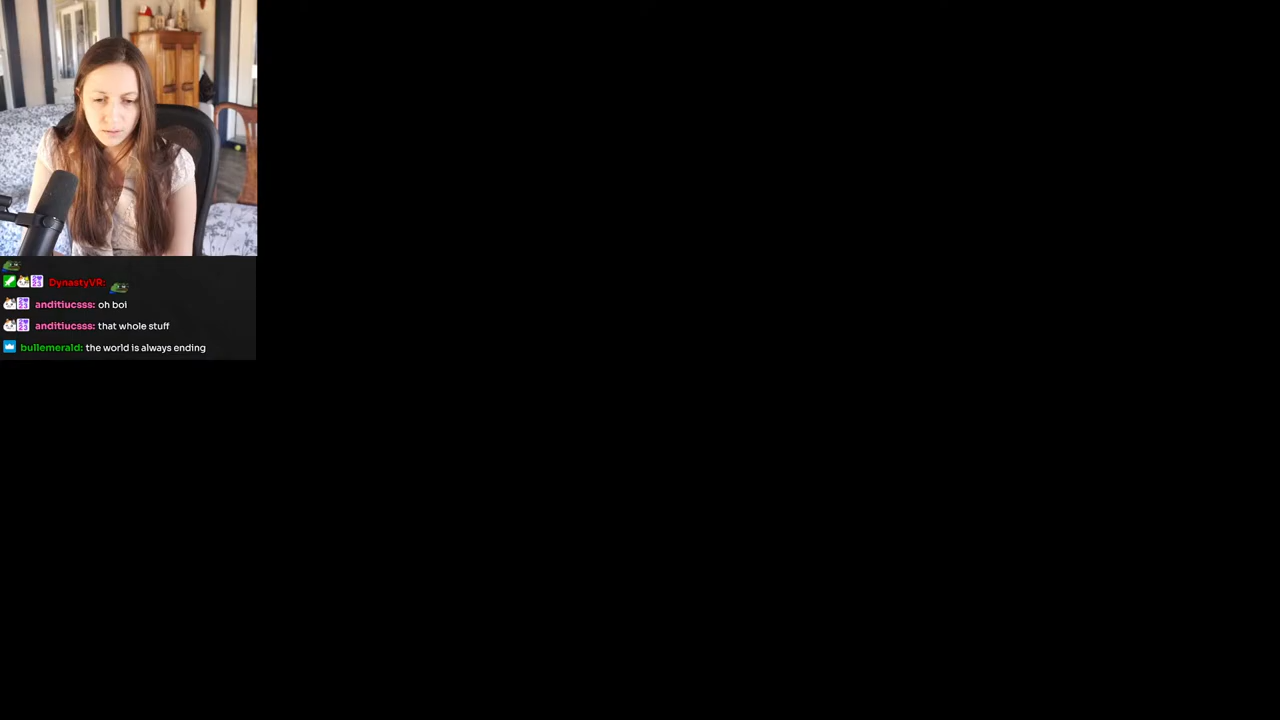 DynastyVR:
anditiucsss: oh boi
anditiucsss: that whole stuff
bullemerald: the world is always ending